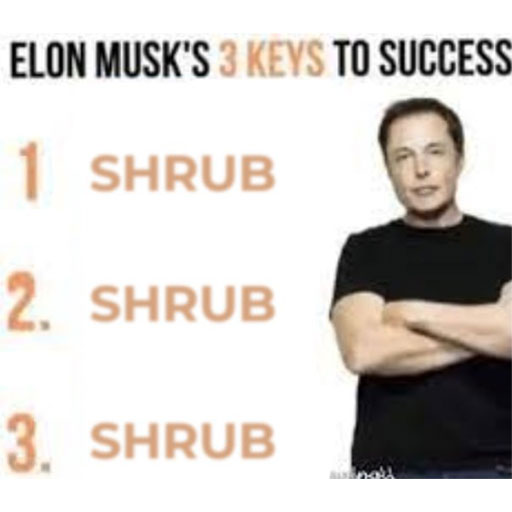 ELON MUSK'S 3 KEYS TO SUCCESS
1 SHRUB
2. SHRUB
3. SHRUB